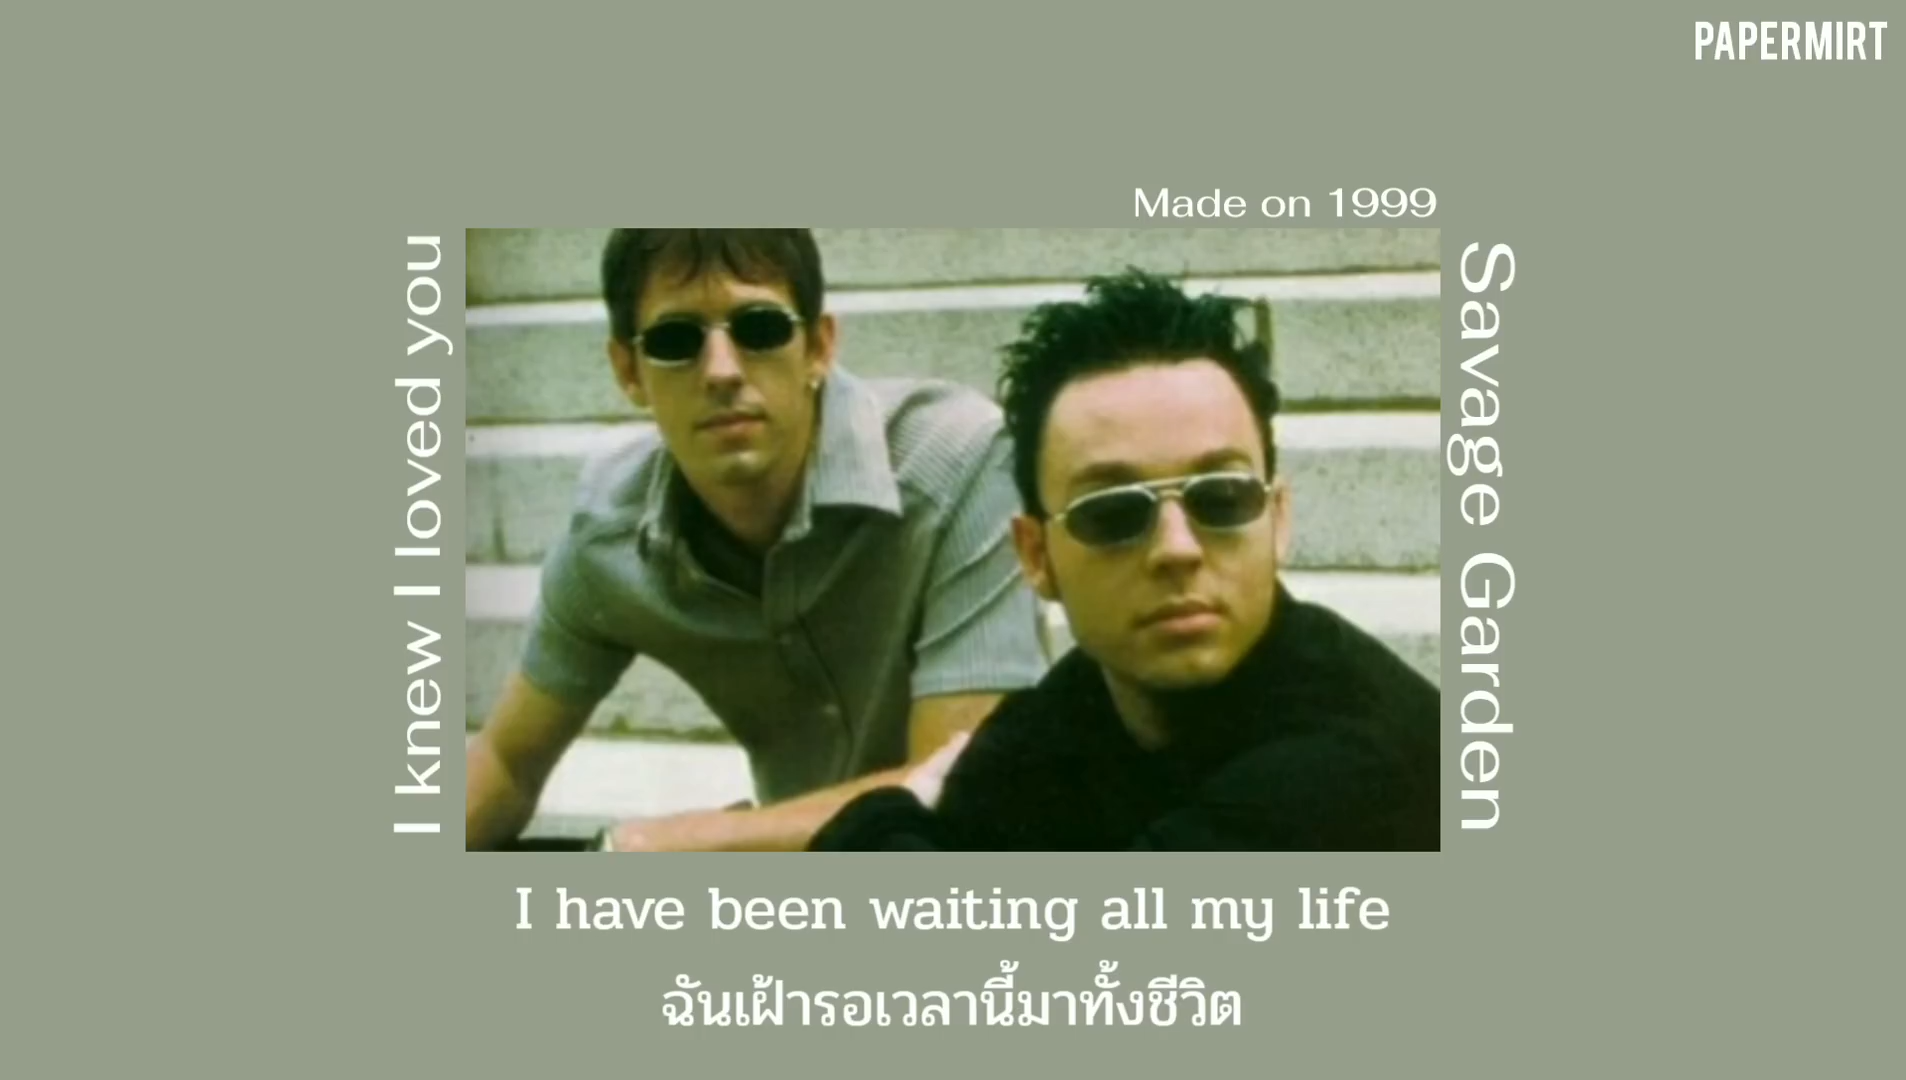 PAPERMIRT
Made on 1999
I knew I loved you
Savage Garden
I have been waiting all my life
ฉันเฝ้ารอเวลานี้มาทั้งชีวิต